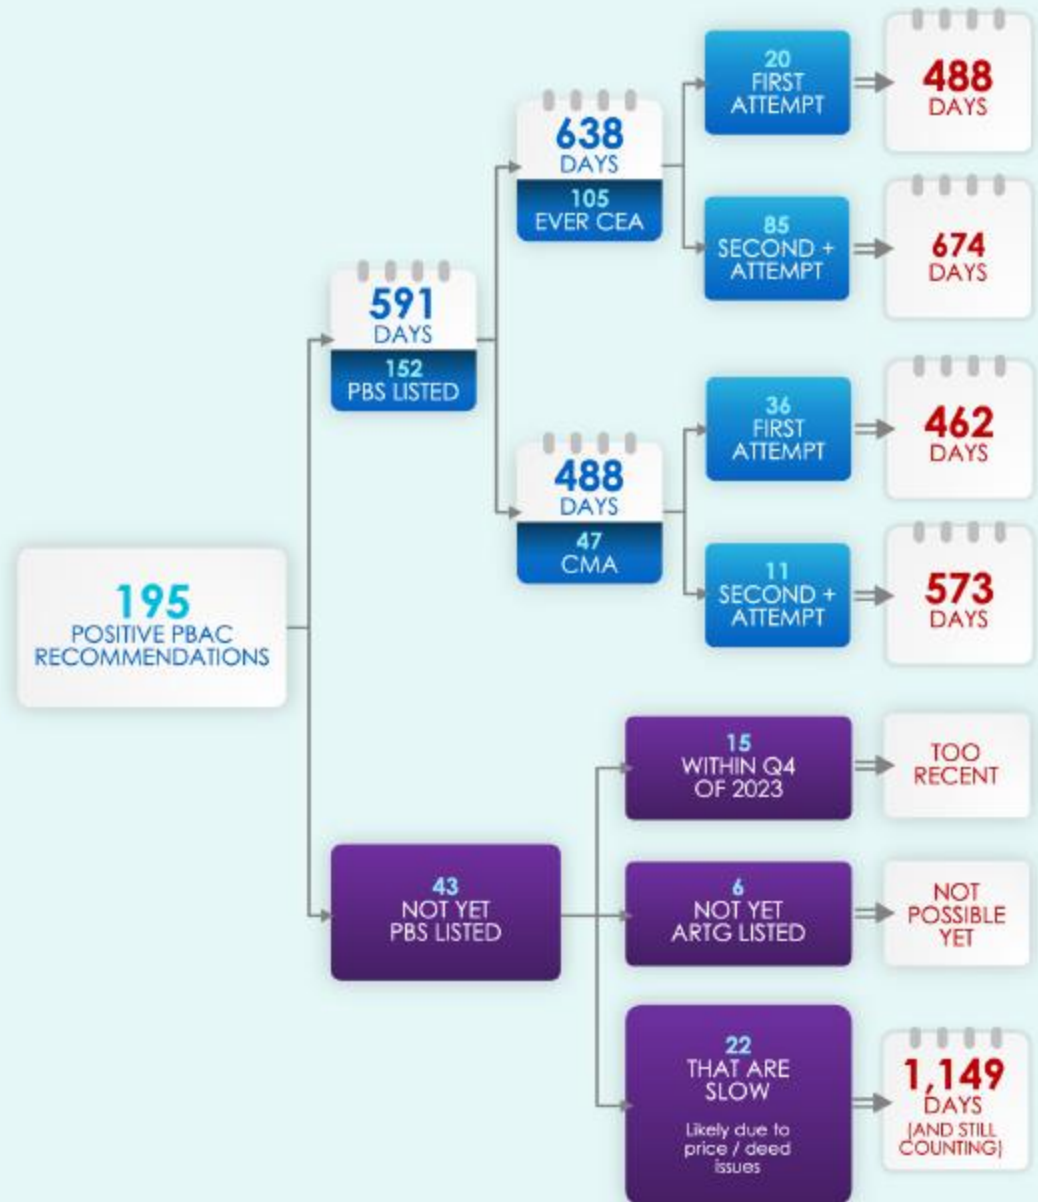 195
POSITIVE PBAC
RECOMMENDATIONS
591
DAYS
152
PBS LISTED
638
DAYS
105
EVER CEA
20
FIRST
ATTEMPT
488
DAYS
85
SECOND +
ATTEMPT
674
DAYS
488
DAYS
47
CMA
36
FIRST
ATTEMPT
462
DAYS
11
SECOND +
ATTEMPT
573
DAYS
43
NOT YET
PBS LISTED
15
WITHIN Q4
OF 2023
TOO
RECENT
6
NOT YET
ARTG LISTED
NOT
POSSIBLE
YET
22
THAT ARE
SLOW
Likely due to
price / deed
issues
1,149
DAYS
(AND STILL
COUNTING)